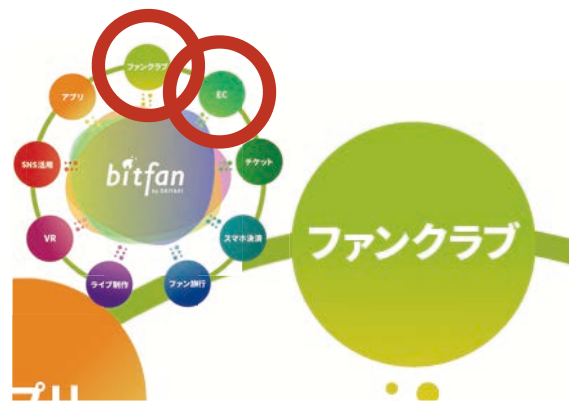 ファンクラブ
アプリ
EC
SNS活用
bitfan
by SKIYAKI
チケット
VR
スマホ決済
ライブ制作
ファン旅行
ファンクラブ
プリ